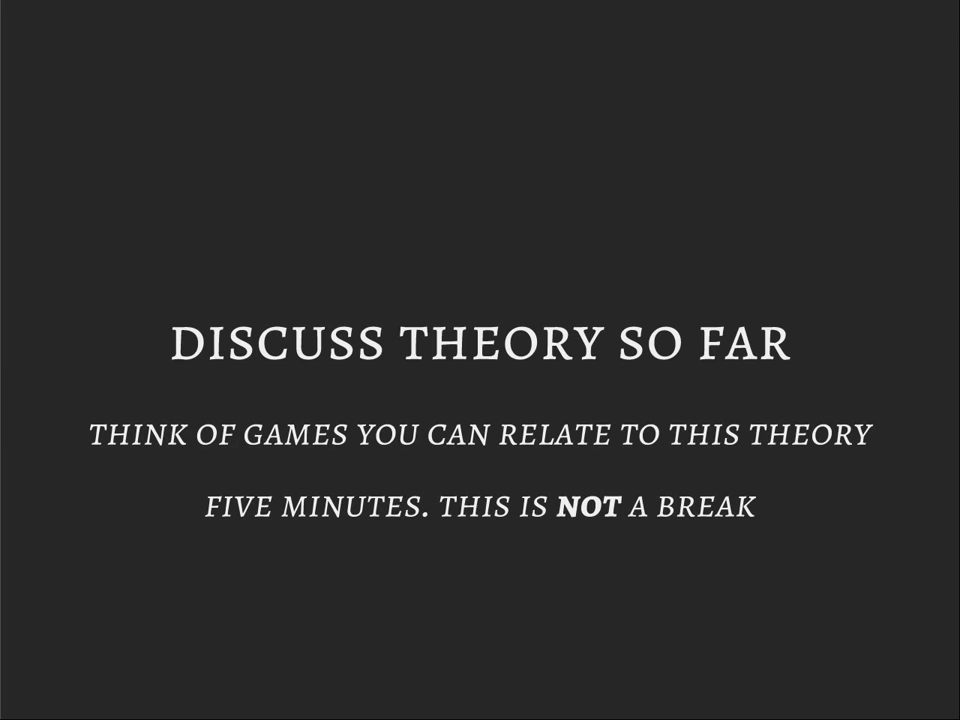 DISCUSS THEORY SO FAR
THINK OF GAMES YOU CAN RELATE TO THIS THEORY
FIVE MINUTES. THIS IS NOT A BREAK